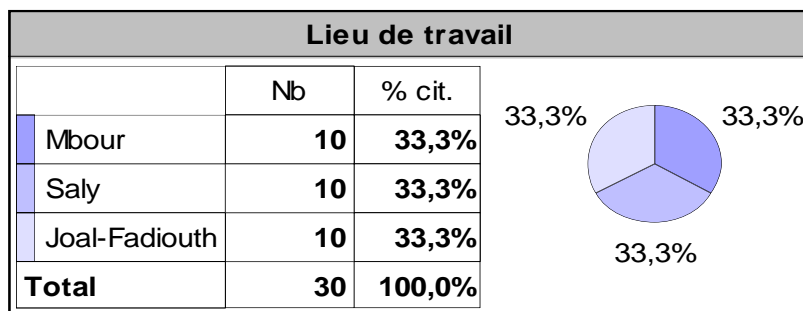 Lieu de travail
Nb % cit.
Mbour 10 33,3%
Saly 10 33,3%
Joal-Fadiouth 10 33,3%
Total 30 100,0%
33,3% 33,3%
33,3%